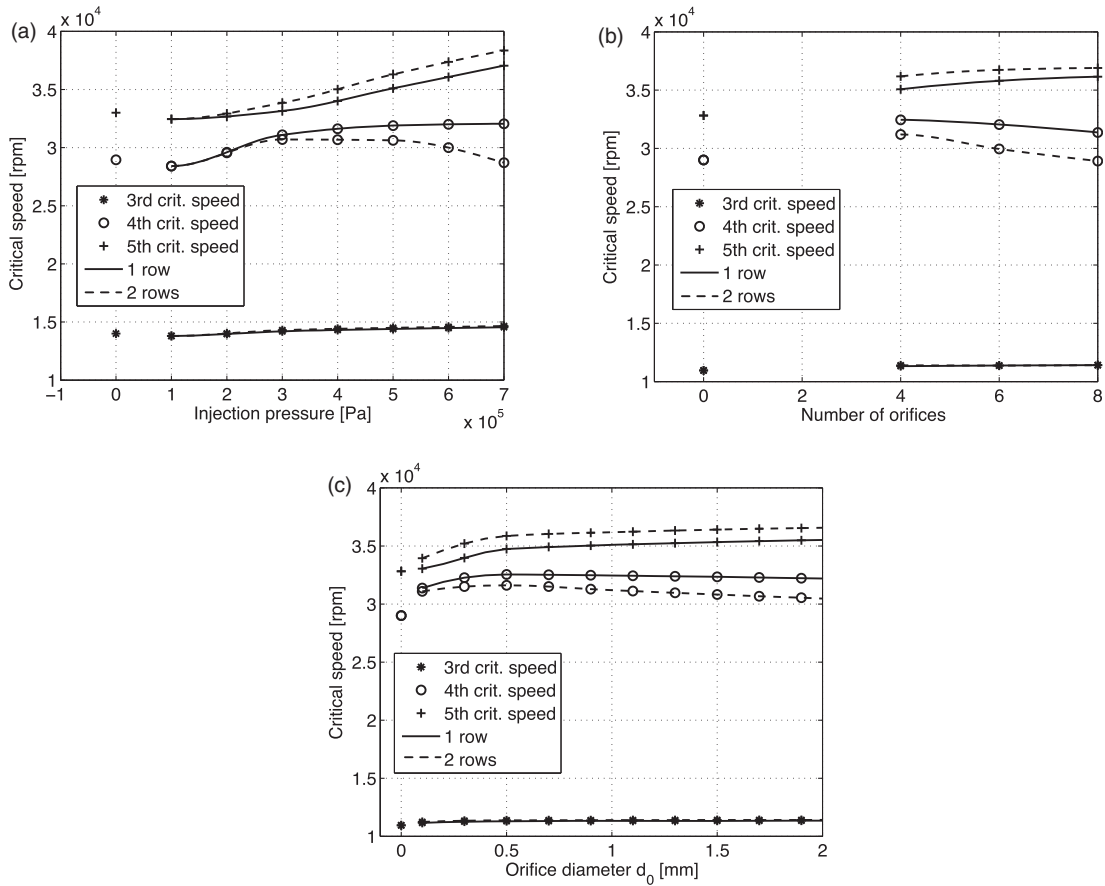 (a)
x 10^4
4
3.5
3
2.5
2
1.5
1
Critical speed [rpm]
3rd crit. speed
4th crit. speed
5th crit. speed
1 row
2 rows
−1 0 1 2 3 4 5 6 7
Injection pressure [Pa]
x 10^5
(b)
x 10^4
4
3.5
3
2.5
2
1.5
1
Critical speed [rpm]
3rd crit. speed
4th crit. speed
5th crit. speed
1 row
2 rows
0 2 4 6 8
Number of orifices
(c)
x 10^4
4
3.5
3
2.5
2
1.5
1
Critical speed [rpm]
3rd crit. speed
4th crit. speed
5th crit. speed
1 row
2 rows
0 0.5 1 1.5 2
Orifice diameter d_0 [mm]